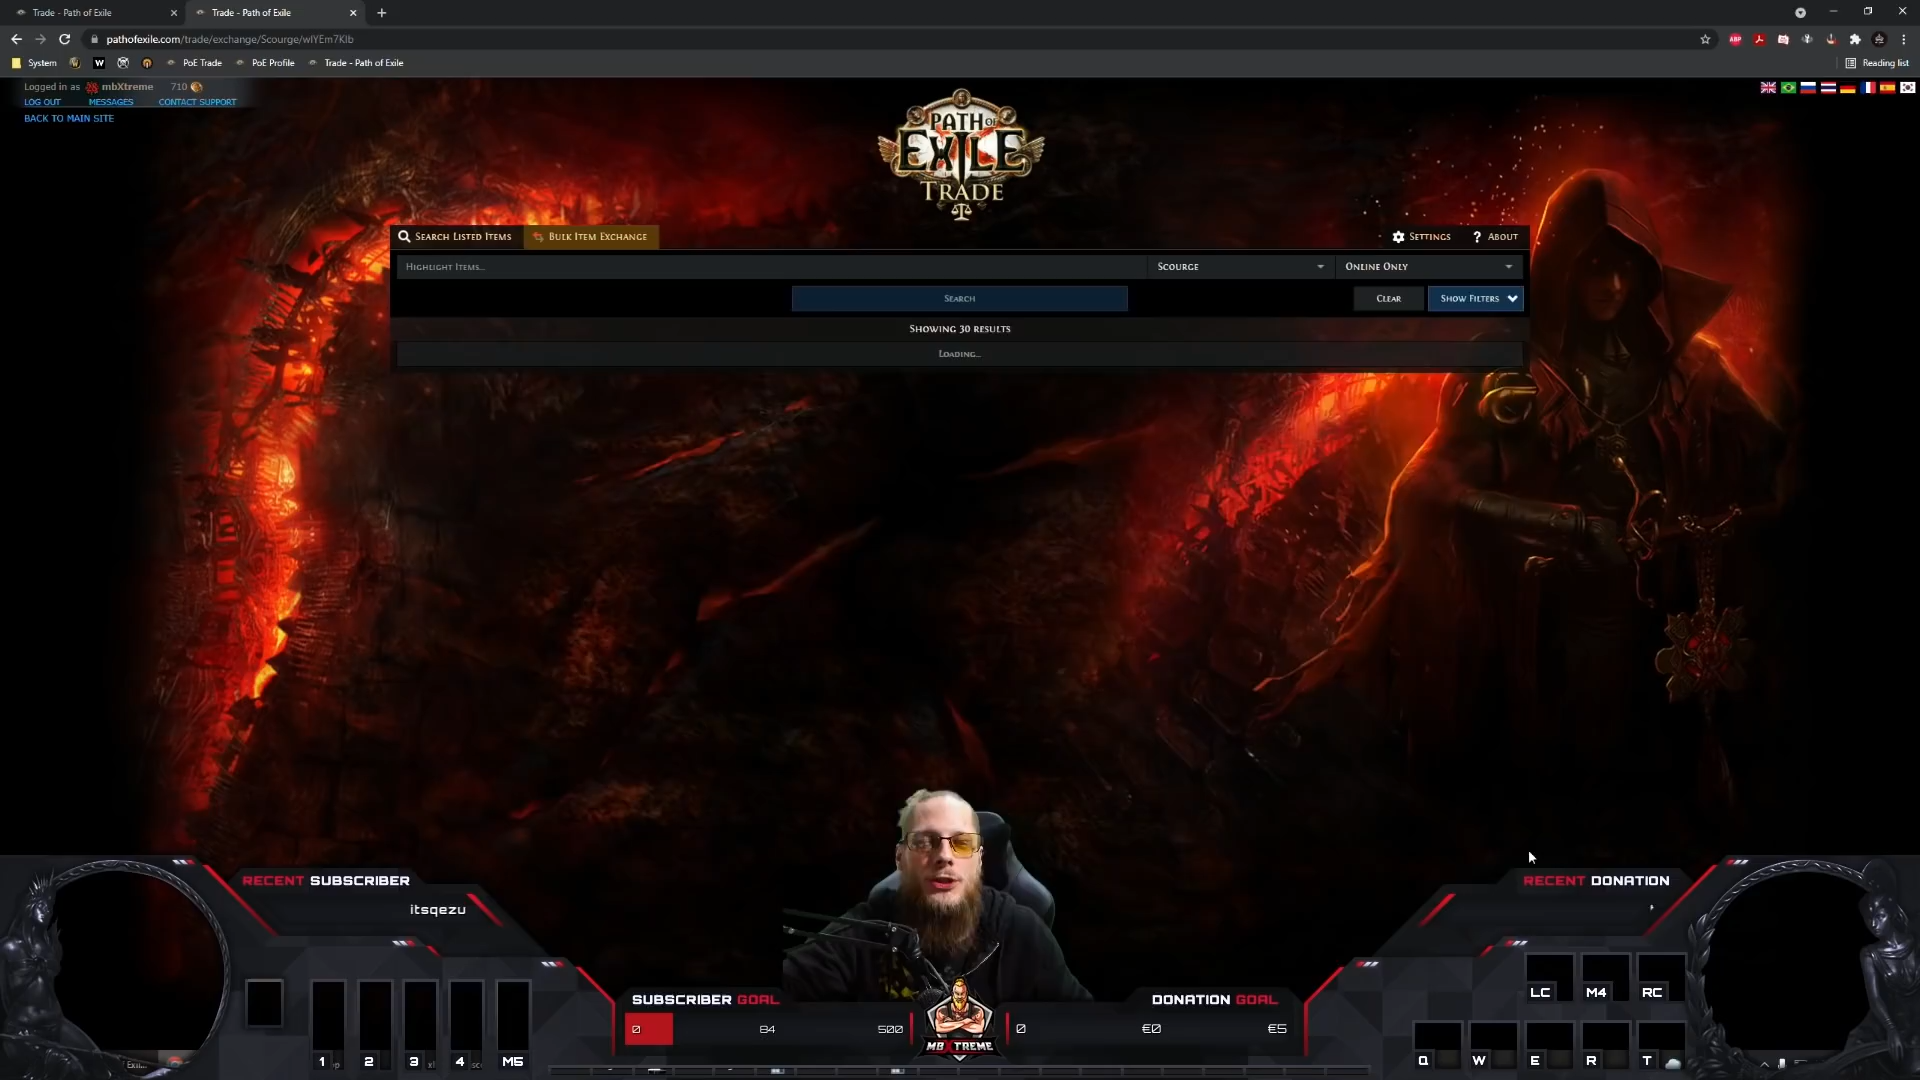 Trade - Path of Exile
Trade - Path of Exile
pathofexile.com/trade/exchange/Scourge/wlYEm7Klb
ABP
System
W
PoE Trade
PoE Profile
Trade - Path of Exile
Reading list
Logged in as mbXtreme 710
LOG OUT MESSAGES CONTACT SUPPORT
BACK TO MAIN SITE
PATH OF
EXILE
TRADE
Search Listed Items
Bulk Item Exchange
Settings
? About
Highlight Items...
Scourge
Online Only
Search
Clear
Show Filters
Showing 30 results
Loading...
RECENT SUBSCRIBER
itsqezu
RECENT DONATION
SUBSCRIBER GOAL
0 84 500
MBXTREME
DONATION GOAL
0 €0 €5
1 2 3 4 M5
LC M4 RC
Q W E R T